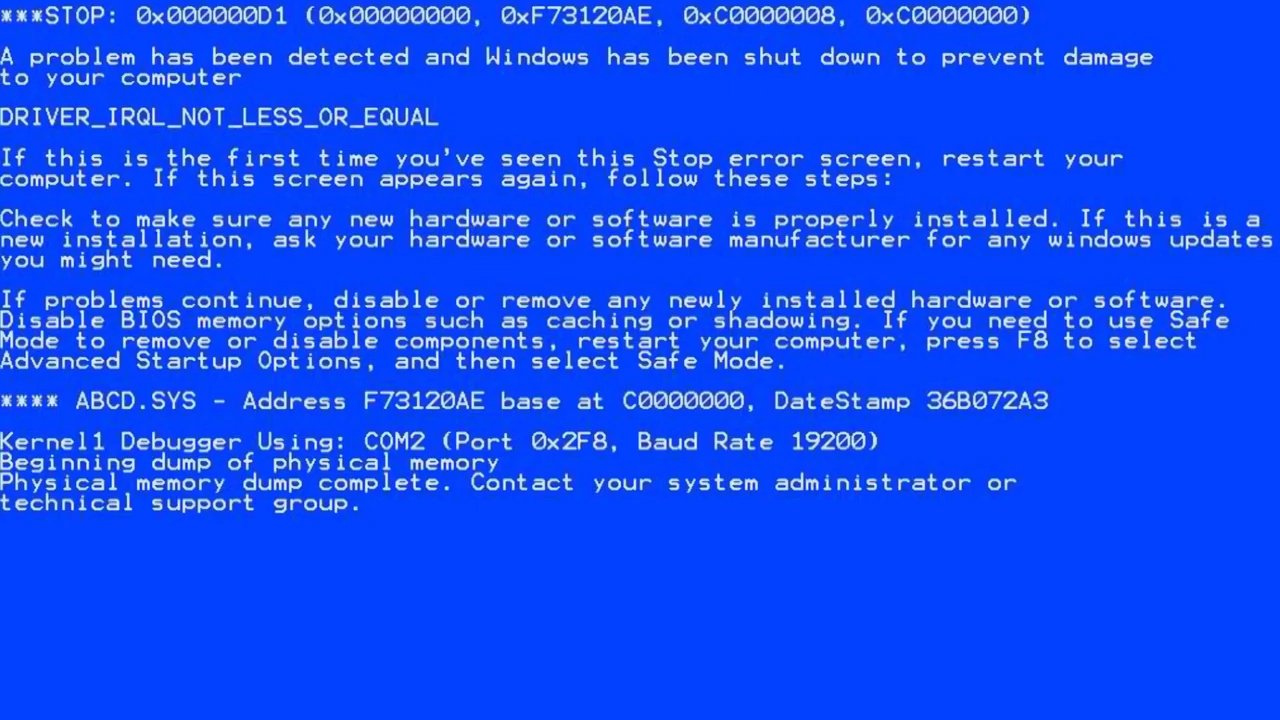 ***STOP: 0x000000D1 (0x00000000, 0xF73120AE, 0xC0000008, 0xC0000000)
A problem has been detected and Windows has been shut down to prevent damage
to your computer
DRIVER_IRQL_NOT_LESS_OR_EQUAL
If this is the first time you've seen this Stop error screen, restart your
computer. If this screen appears again, follow these steps:
Check to make sure any new hardware or software is properly installed. If this is a
new installation, ask your hardware or software manufacturer for any windows updates
you might need.
If problems continue, disable or remove any newly installed hardware or software.
Disable BIOS memory options such as caching or shadowing. If you need to use Safe
Mode to remove or disable components, restart your computer, press F8 to select
Advanced Startup Options, and then select Safe Mode.
**** ABCD.SYS - Address F73120AE base at C0000000, DateStamp 36B072A3
Kernel1 Debugger Using: COM2 (Port 0x2F8, Baud Rate 19200)
Beginning dump of physical memory
Physical memory dump complete. Contact your system administrator or
technical support group.